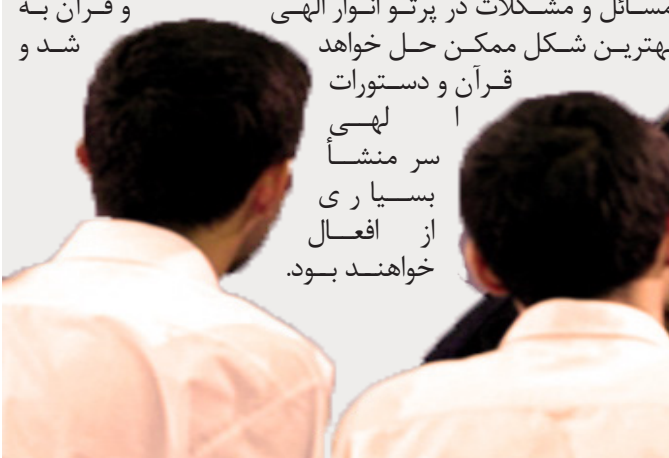 مسائل و مشکلات در پرتو انوار الهی و قرآن به
بهترین شکل ممکن حل خواهد شد و
قرآن و دستورات
ا لهی
سر منشأ
بسیا ر ی
از افعال
خواهند بود.